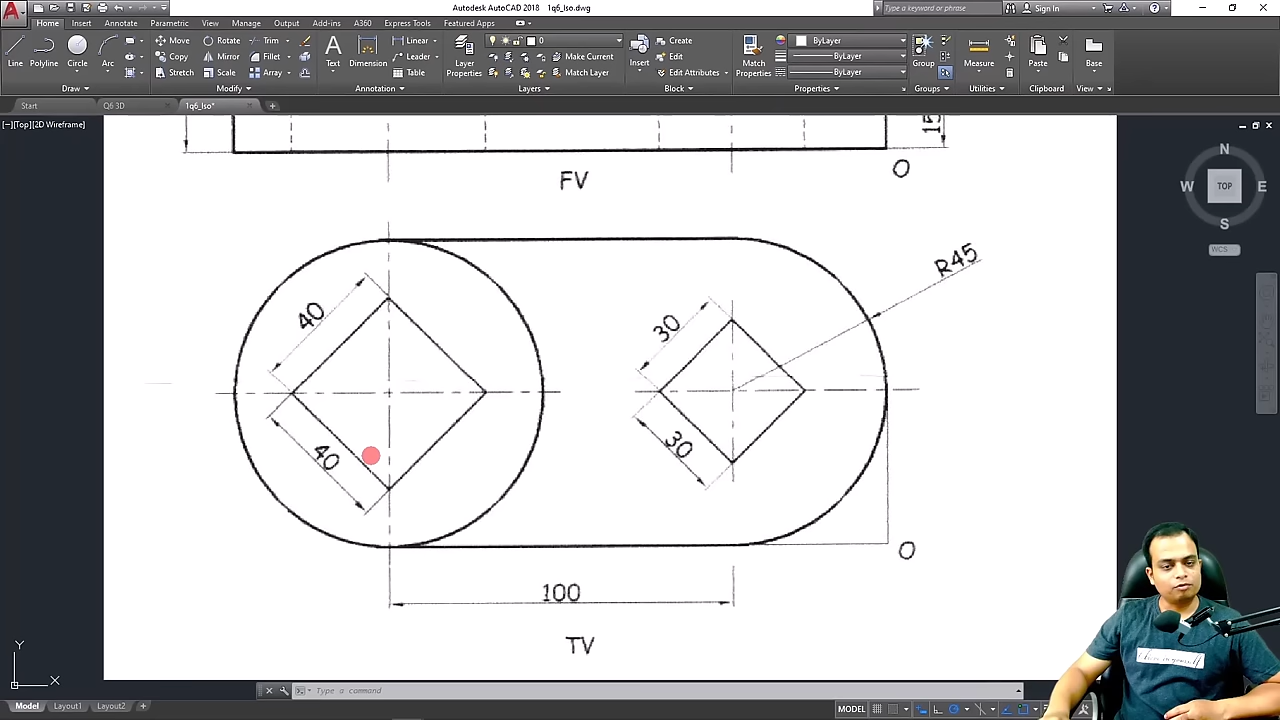 Autodesk AutoCAD 2018 1q6_Iso.dwg
Type a keyword or phrase
Sign In
Home Insert Annotate Parametric View Manage Output Add-ins A360 Express Tools Featured Apps
Line Polyline Circle Arc
Move Rotate Trim
Copy Mirror Fillet
Stretch Scale Array
Text Dimension
Linear
Leader
Table
Layer Properties
0
Make Current
Match Layer
Insert
Create
Edit
Edit Attributes
Match Properties
ByLayer
ByLayer
ByLayer
Group
Measure
Paste
Base
Draw Modify Annotation Layers Block Properties Groups Utilities Clipboard View
Start Q6 3D 1q6_Iso*
[−][Top][2D Wireframe]
N
W TOP E
S
WCS
15
FV
O
R45
40
30
40
30
O
100
TV
Y
X
Type a command
Model Layout1 Layout2
MODEL